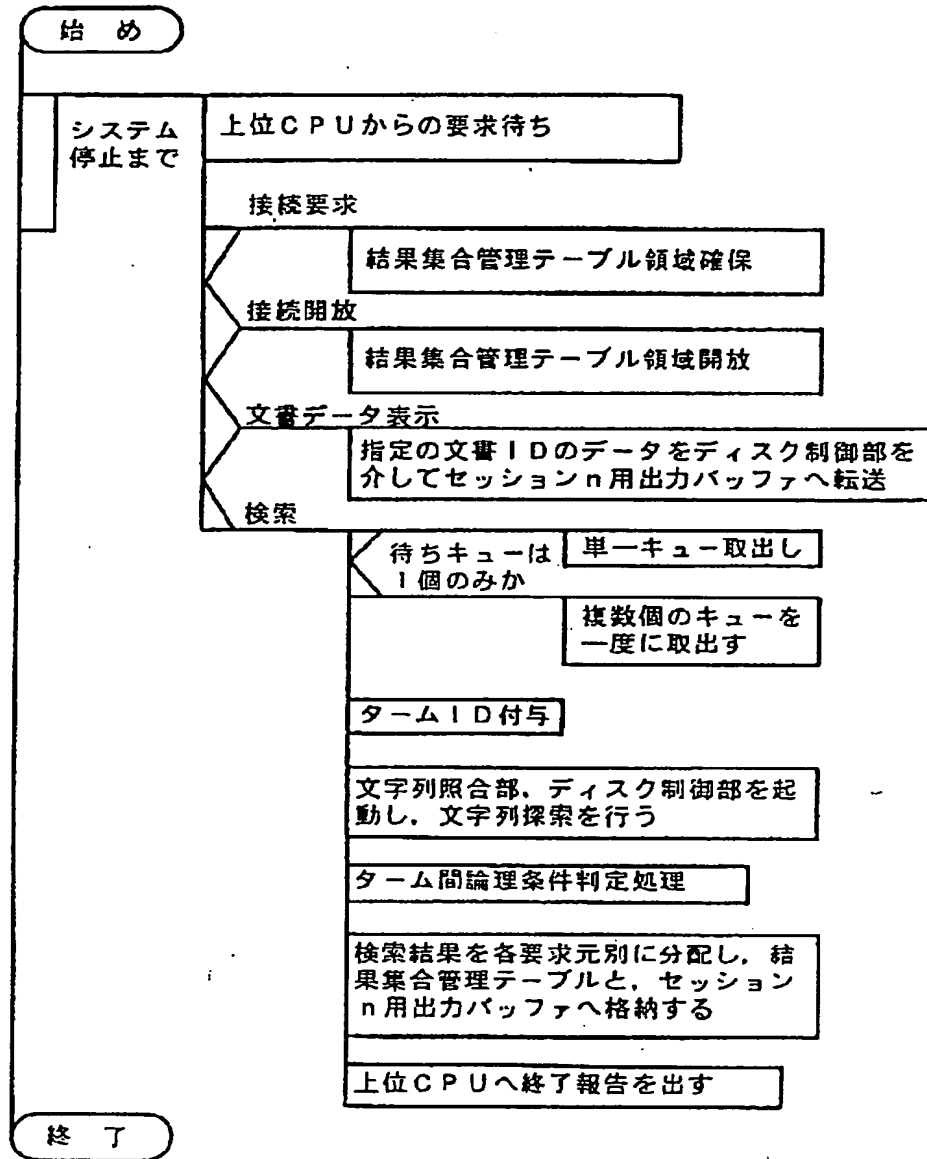 始め
システム
停止まで
上位CPUからの要求待ち
接続要求
結果集合管理テーブル領域確保
接続開放
結果集合管理テーブル領域開放
文書データ表示
指定の文書IDのデータをディスク制御部を
介してセッションn用出力バッファへ転送
検索
待ちキューは
1個のみか
単一キュー取出し
複数個のキューを
一度に取出す
タームID付与
文字列照合部，ディスク制御部を起
動し，文字列探索を行う
ターム間論理条件判定処理
検索結果を各要求元別に分配し，結
果集合管理テーブルと，セッション
n用出力バッファへ格納する
上位CPUへ終了報告を出す
終了